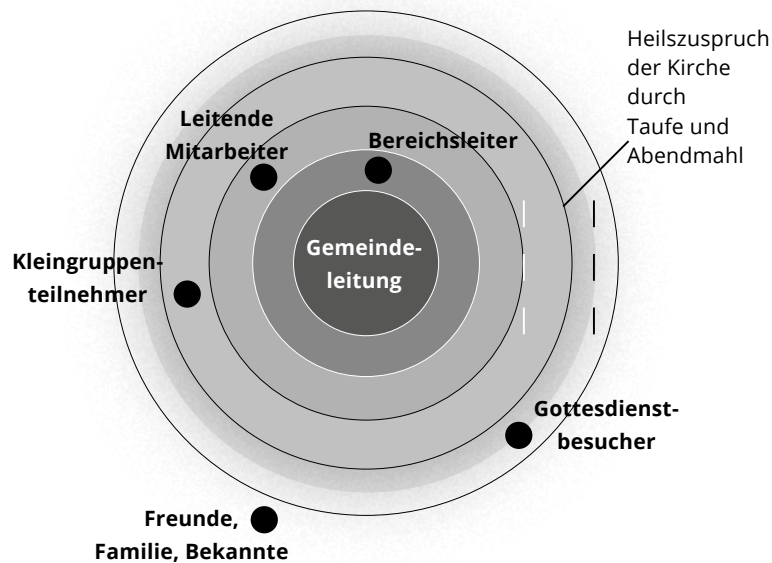 Heilszuspruch
der Kirche
durch
Taufe und
Abendmahl
Leitende
Mitarbeiter
Bereichsleiter
Gemeinde-
leitung
Kleingruppen-
teilnehmer
Gottesdienst-
besucher
Freunde,
Familie, Bekannte